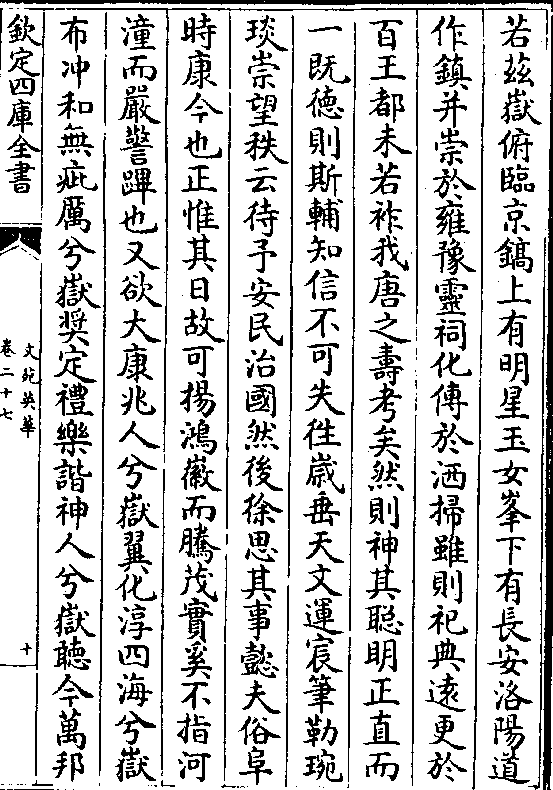 若兹嶽俯臨京鎬上有明星玉女峯下有長安洛陽道
作鎮并崇於雍豫靈祠化傳於洒掃雖則祀典遠更於
百王都未若祚我唐之壽考矣然則神其聰明正直而
一既徳則斯輔知信不可失徃嵗垂天文運宸筆勒琬
琰崇望秩云待予安民治國然後徐思其事懿夫俗阜
時康今也正惟其日故可揚鴻徽而騰茂實奚不指河
潼而嚴警蹕也又欲大康兆人兮嶽翼化淳四海兮嶽
布冲和無疵厲兮嶽奨定禮樂諧神人兮嶽聽今萬邦
欽定四庫全書
文苑英華
卷二十七
十